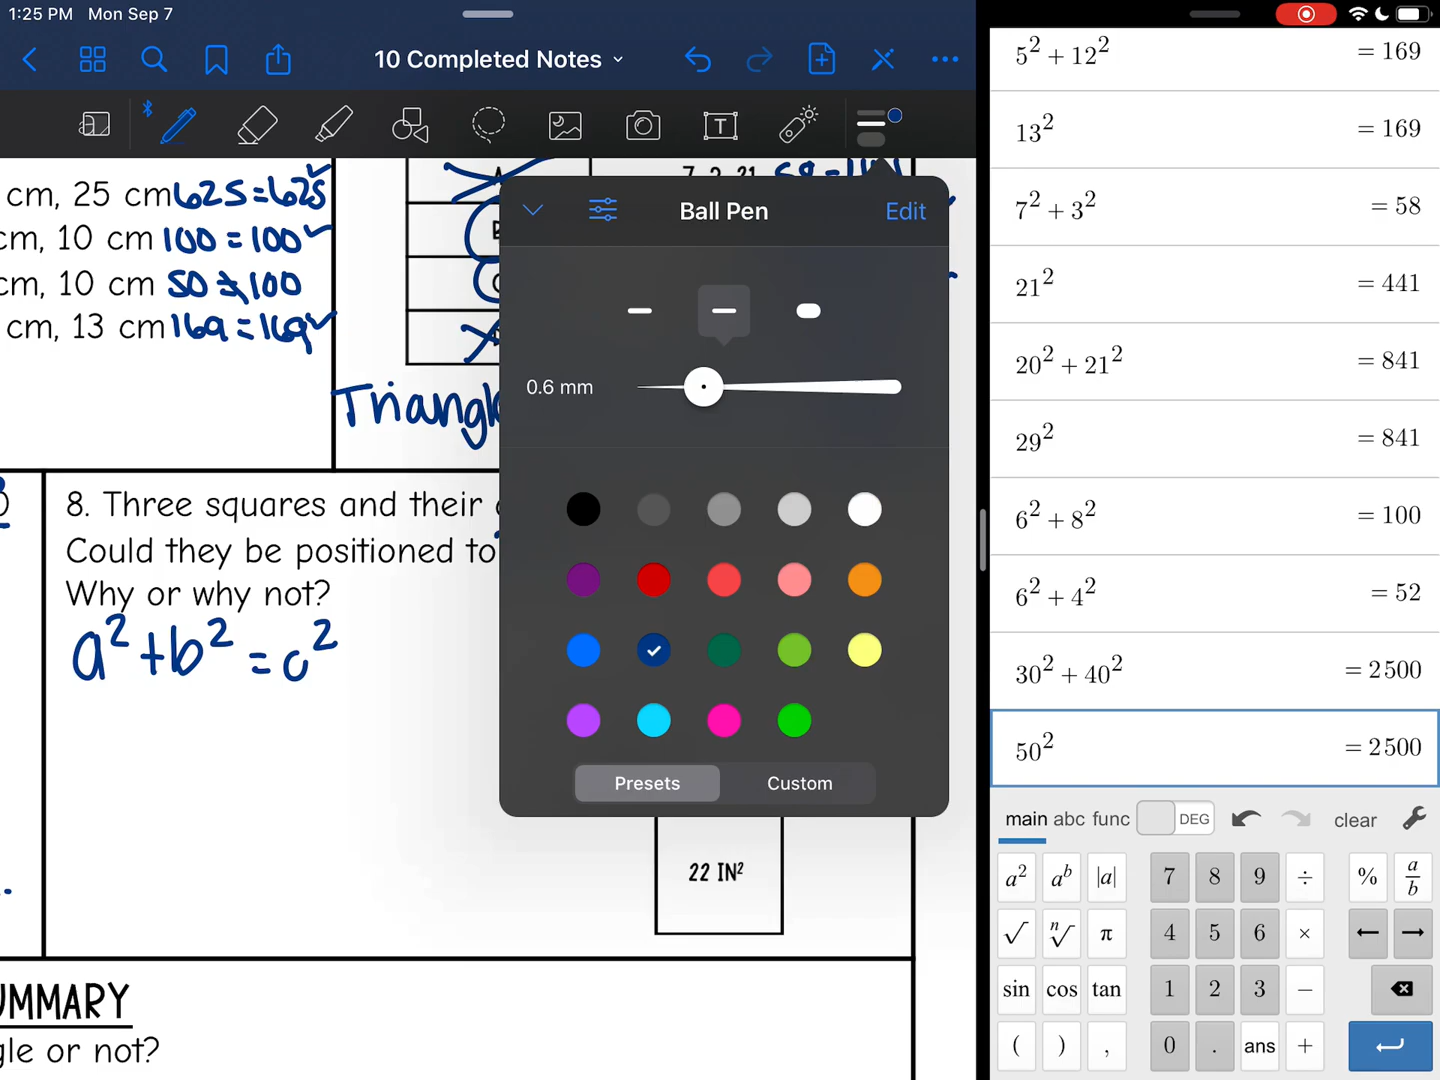 1:25 PM Mon Sep 7
10 Completed Notes
T
cm, 25 cm 625=625
cm, 10 cm 100=100
cm, 10 cm 50≠100
cm, 13 cm 169=169
7, 3, 21
Triangl
8. Three squares and their
Could they be positioned to
Why or why not?
a²+b²=c²
22 IN²
UMMARY
gle or not?
Ball Pen
Edit
0.6 mm
Presets
Custom
5² + 12² = 169
13² = 169
7² + 3² = 58
21² = 441
20² + 21² = 841
29² = 841
6² + 8² = 100
6² + 4² = 52
30² + 40² = 2500
50² = 2500
main abc func DEG clear
a² aᵇ |a| 7 8 9 ÷ % a/b
√ ⁿ√ π 4 5 6 × ← →
sin cos tan 1 2 3 −
( ) , 0 . ans +